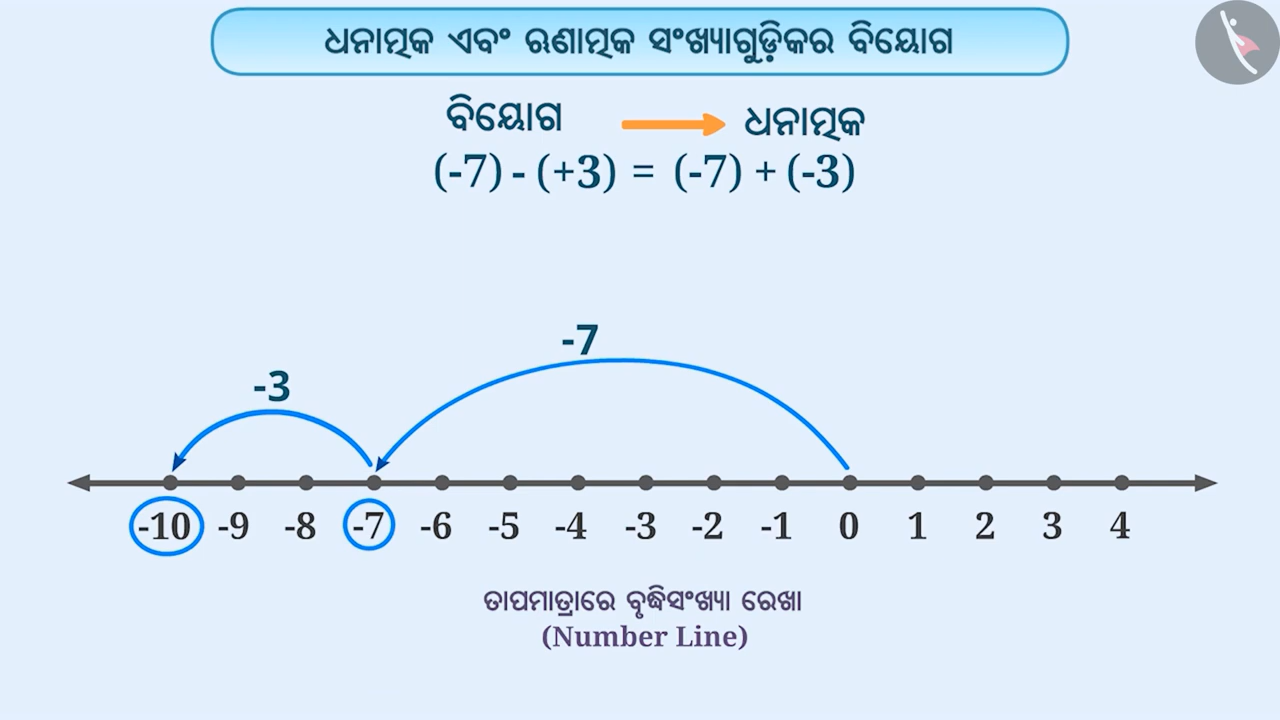 ଧନାତ୍ମକ ଏବଂ ଋଣାତ୍ମକ ସଂଖ୍ୟାଗୁଡ଼ିକର ବିୟୋଗ
ବିୟୋଗ ଧନାତ୍ମକ
(-7) - (+3) = (-7) + (-3)
-7
-3
-10 -9 -8 -7 -6 -5 -4 -3 -2 -1 0 1 2 3 4
ତାପମାତ୍ରାରେ ବୃଦ୍ଧିସଂଖ୍ୟା ରେଖା
(Number Line)